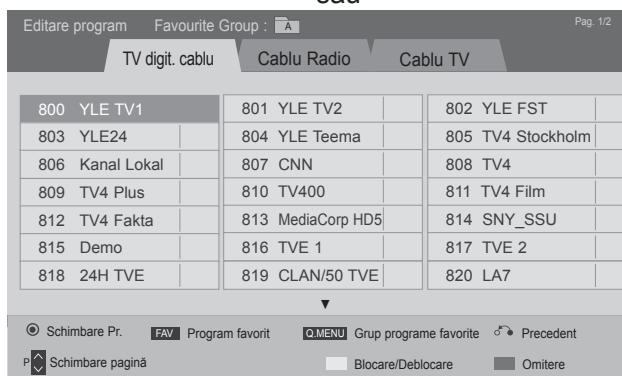 sau
Editare program Favourite Group : A Pag. 1/2
TV digit. cablu Cablu Radio Cablu TV
800 YLE TV1 801 YLE TV2 802 YLE FST
803 YLE24 804 YLE Teema 805 TV4 Stockholm
806 Kanal Lokal 807 CNN 808 TV4
809 TV4 Plus 810 TV400 811 TV4 Film
812 TV4 Fakta 813 MediaCorp HD5 814 SNY_SSU
815 Demo 816 TVE 1 817 TVE 2
818 24H TVE 819 CLAN/50 TVE 820 LA7
Schimbare Pr. FAV Program favorit Q.MENU Grup programe favorite Precedent
P Schimbare pagină Blocare/Deblocare Omitere